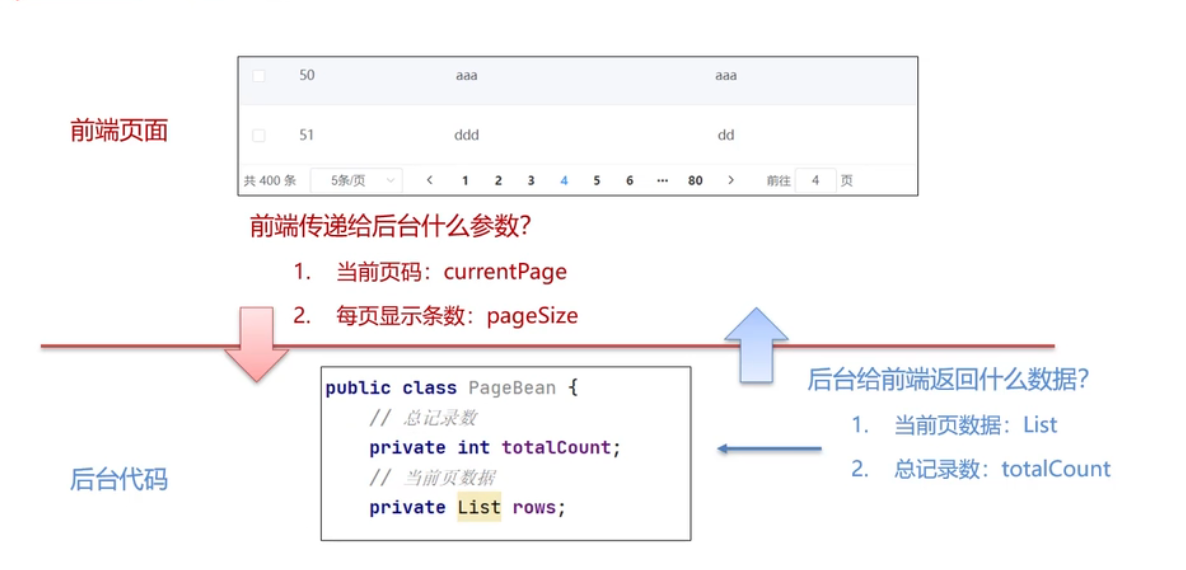 50 aaa aaa
前端页面
51 ddd dd
共 400 条 5条/页 < 1 2 3 4 5 6 ··· 80 > 前往 4 页
前端传递给后台什么参数？
1. 当前页码：currentPage
2. 每页显示条数：pageSize
后台给前端返回什么数据？
1. 当前页数据：List
2. 总记录数：totalCount
后台代码
public class PageBean {
// 总记录数
private int totalCount;
// 当前页数据
private List rows;